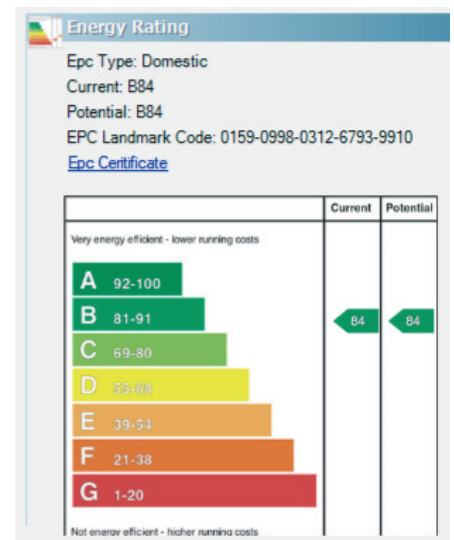 Energy Rating
Epc Type: Domestic
Current: B84
Potential: B84
EPC Landmark Code: 0159-0998-0312-6793-9910
Epc Ceritificate
Current Potential
Very energy efficient - lower running costs
A 92-100
B 81-91 84 84
C 69-80
D 55-68
E 39-54
F 21-38
G 1-20
Not energy efficient - higher running costs